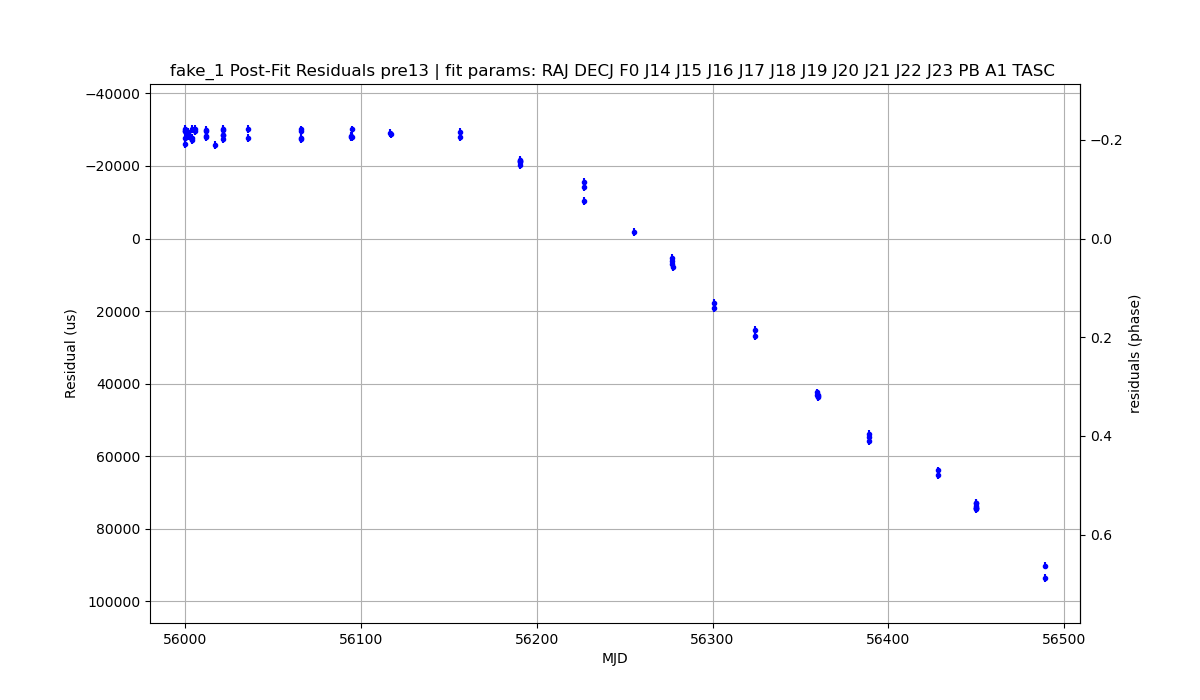 fake_1 Post-Fit Residuals pre13 | fit params: RAJ DECJ F0 J14 J15 J16 J17 J18 J19 J20 J21 J22 J23 PB A1 TASC
−40000
−20000
0
20000
40000
60000
80000
100000
Residual (us)
−0.2
0.0
0.2
0.4
0.6
residuals (phase)
56000 56100 56200 56300 56400 56500
MJD